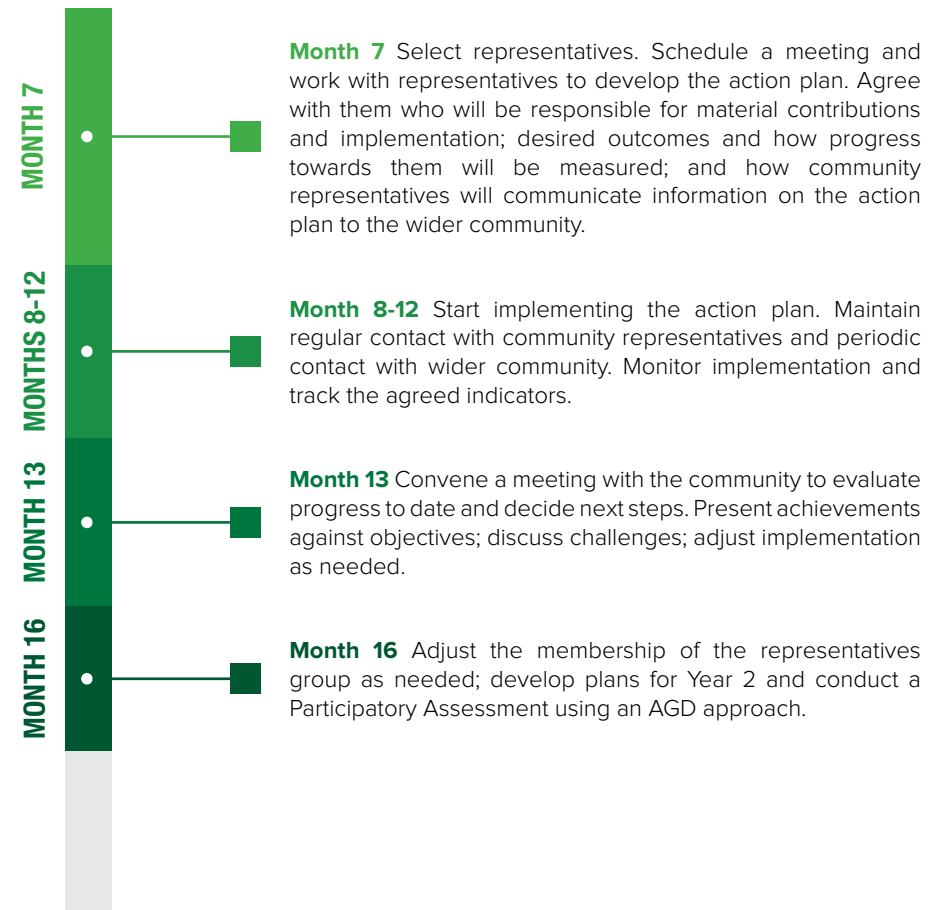 MONTH 7
Month 7 Select representatives. Schedule a meeting and
work with representatives to develop the action plan. Agree
with them who will be responsible for material contributions
and implementation; desired outcomes and how progress
towards them will be measured; and how community
representatives will communicate information on the action
plan to the wider community.
MONTHS 8-12
Month 8-12 Start implementing the action plan. Maintain
regular contact with community representatives and periodic
contact with wider community. Monitor implementation and
track the agreed indicators.
MONTH 13
Month 13 Convene a meeting with the community to evaluate
progress to date and decide next steps. Present achievements
against objectives; discuss challenges; adjust implementation
as needed.
MONTH 16
Month 16 Adjust the membership of the representatives
group as needed; develop plans for Year 2 and conduct a
Participatory Assessment using an AGD approach.